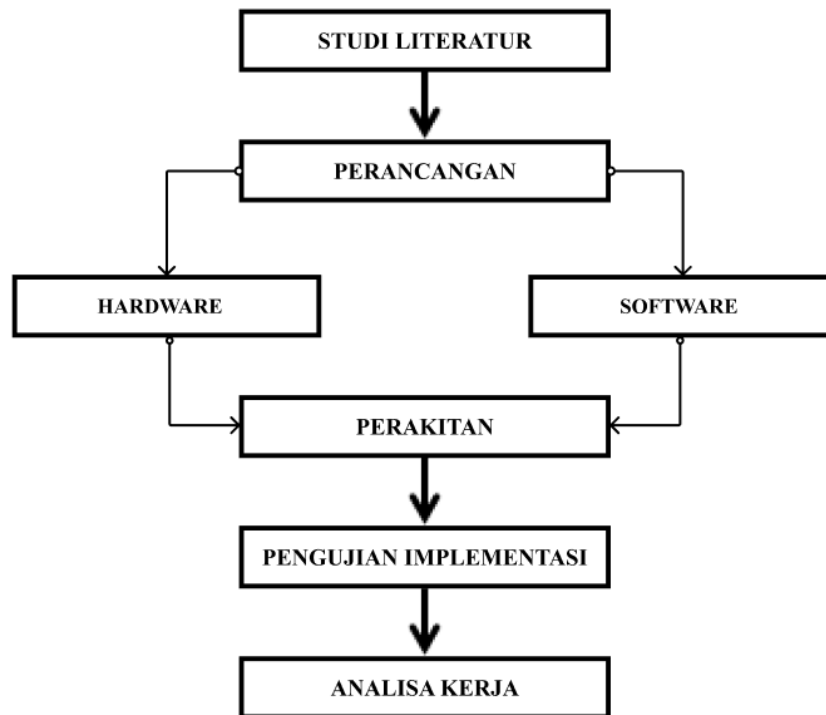 STUDI LITERATUR
PERANCANGAN
HARDWARE
SOFTWARE
PERAKITAN
PENGUJIAN IMPLEMENTASI
ANALISA KERJA